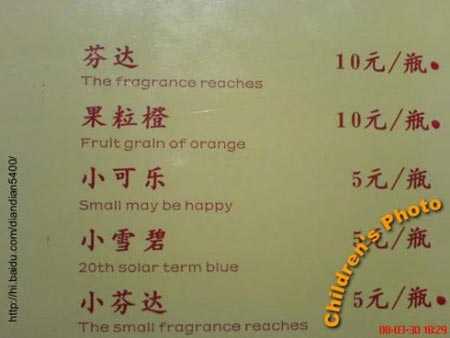 芬达 10元/瓶
The fragrance reaches
果粒橙 10元/瓶
Fruit grain of orange
小可乐 5元/瓶
Small may be happy
小雪碧 5元/瓶
20th solar term blue
小芬达 5元/瓶
The small fragrance reaches
http://hi.baidu.com/diandian5400/
Children's Photo
08-03-30 18:29